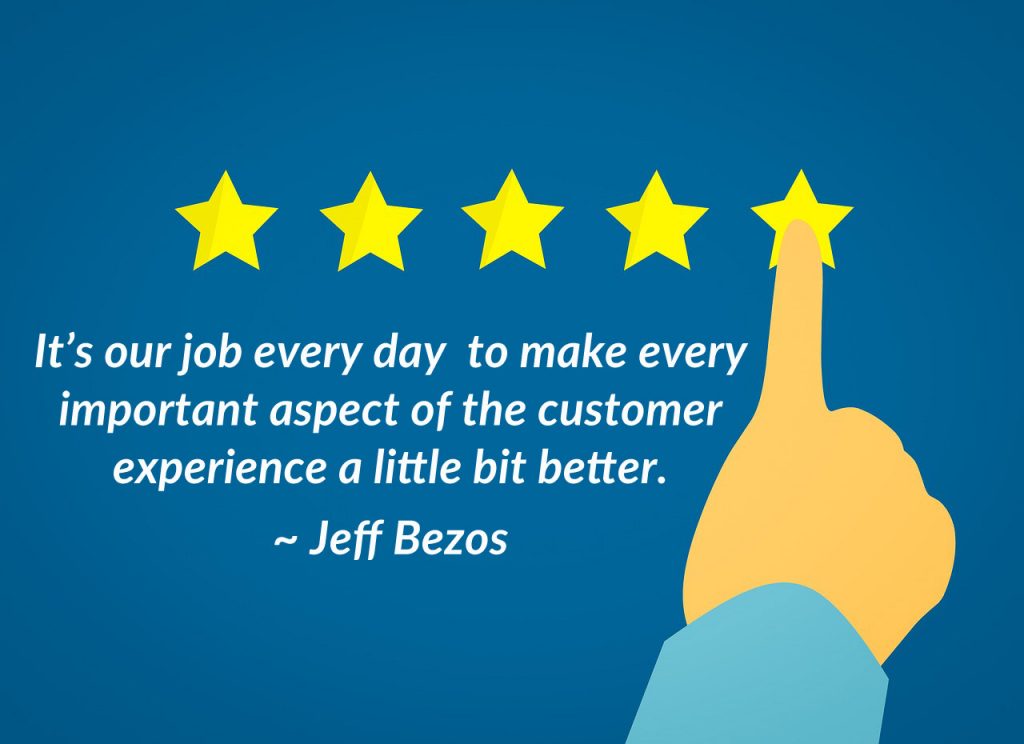 It’s our job every day  to make every
important aspect of the customer
experience a little bit better.
~ Jeff Bezos